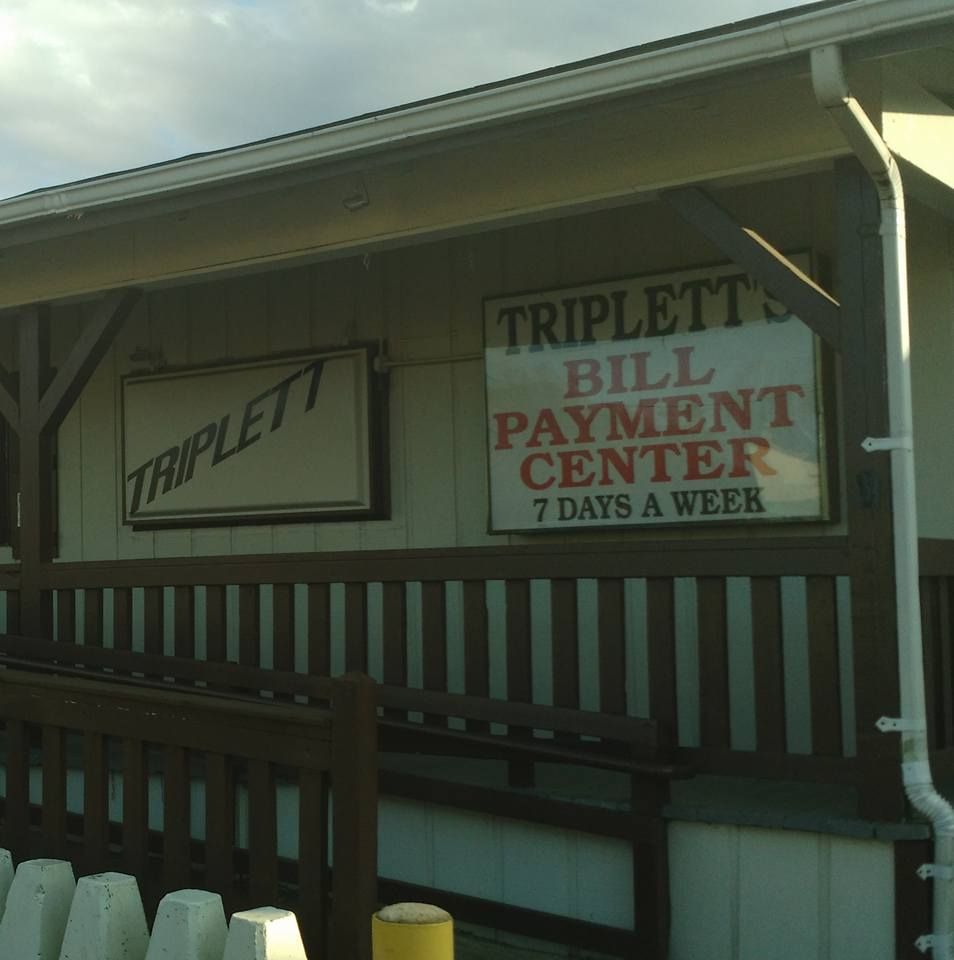 TRIPLETT
TRIPLETT'S
BILL
PAYMENT
CENTER
7 DAYS A WEEK